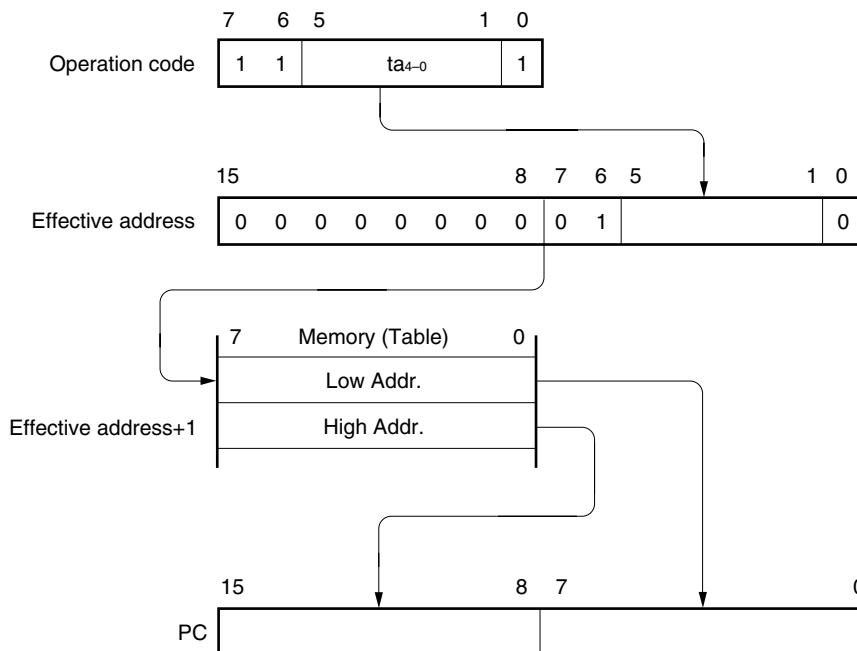 7 6 5 1 0
Operation code 1 1 ta4–0 1
15 8 7 6 5 1 0
Effective address 0 0 0 0 0 0 0 0 0 1 0
7 Memory (Table) 0
Low Addr.
Effective address+1 High Addr.
15 8 7 0
PC